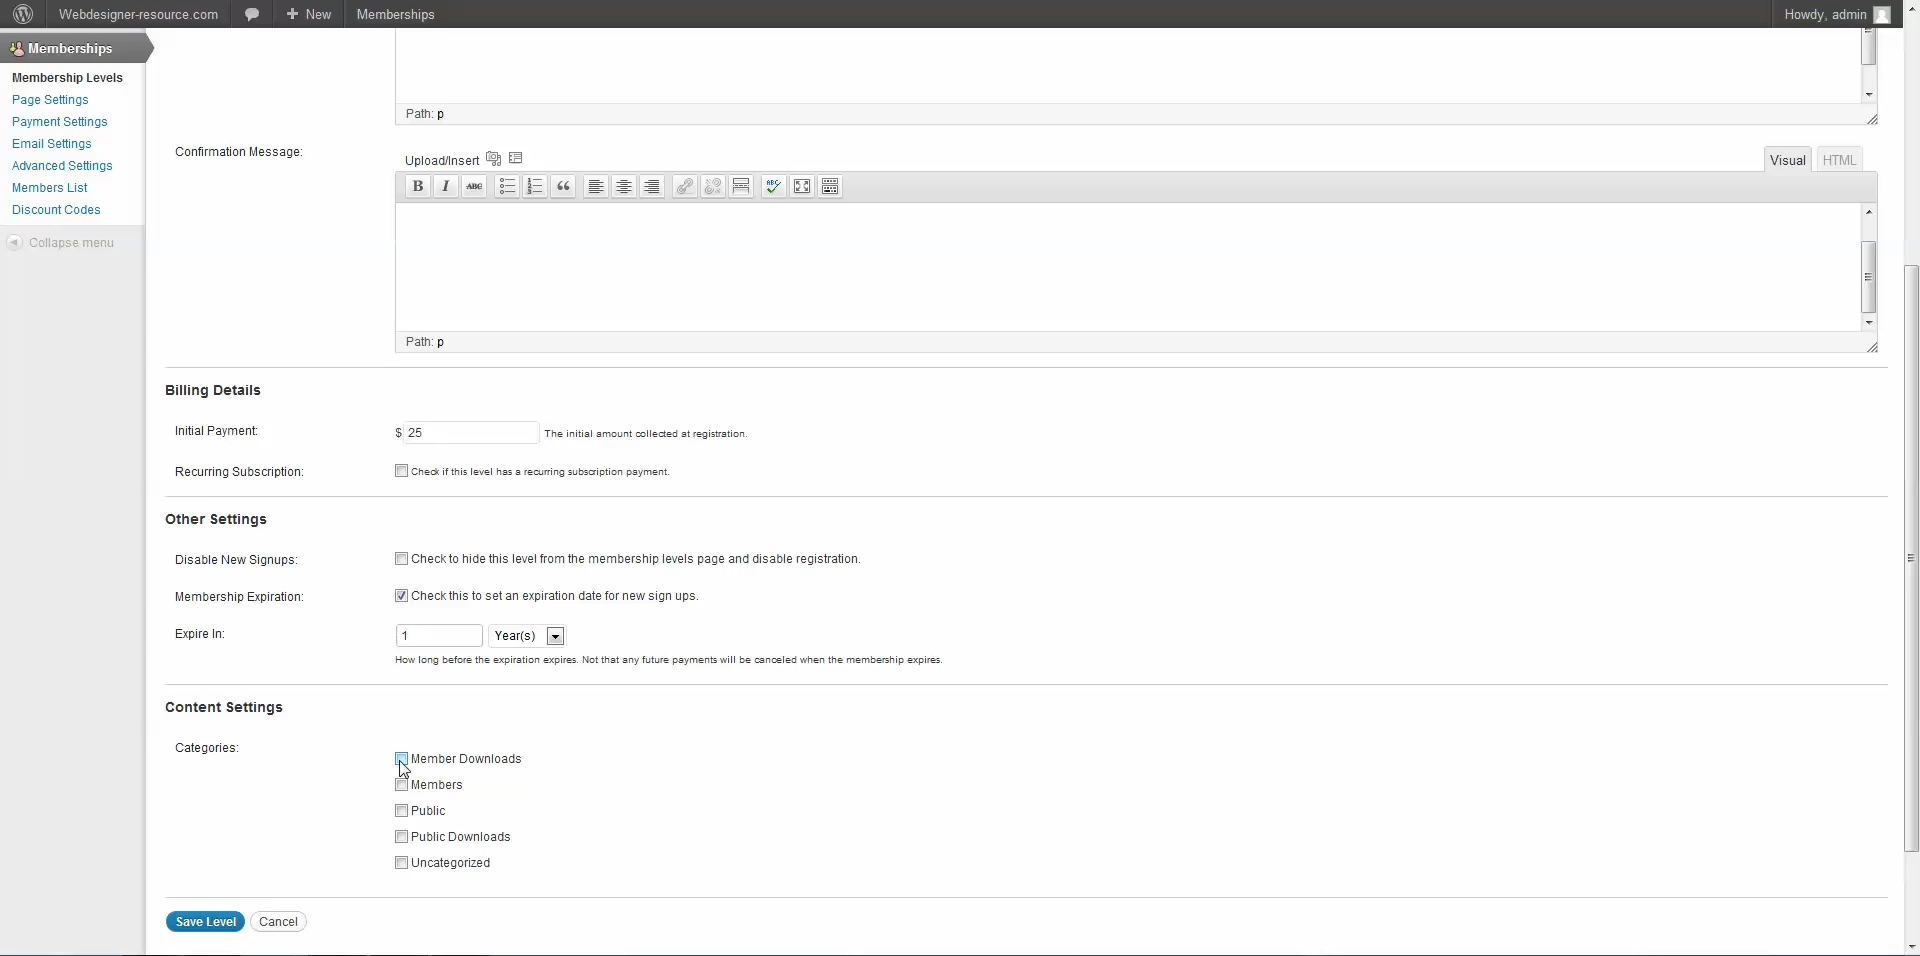 Webdesigner-resource.com + New Memberships Howdy, admin
Memberships
Membership Levels
Page Settings
Payment Settings
Email Settings
Advanced Settings
Members List
Discount Codes
Collapse menu
Path: p
Confirmation Message:
Upload/Insert
Visual HTML
B I ABC ABC
Path: p
Billing Details
Initial Payment: $ 25 The initial amount collected at registration.
Recurring Subscription: Check if this level has a recurring subscription payment.
Other Settings
Disable New Signups: Check to hide this level from the membership levels page and disable registration.
Membership Expiration: Check this to set an expiration date for new sign ups.
Expire In: 1 Year(s)
How long before the expiration expires. Not that any future payments will be canceled when the membership expires.
Content Settings
Categories:
Member Downloads
Members
Public
Public Downloads
Uncategorized
Save Level Cancel